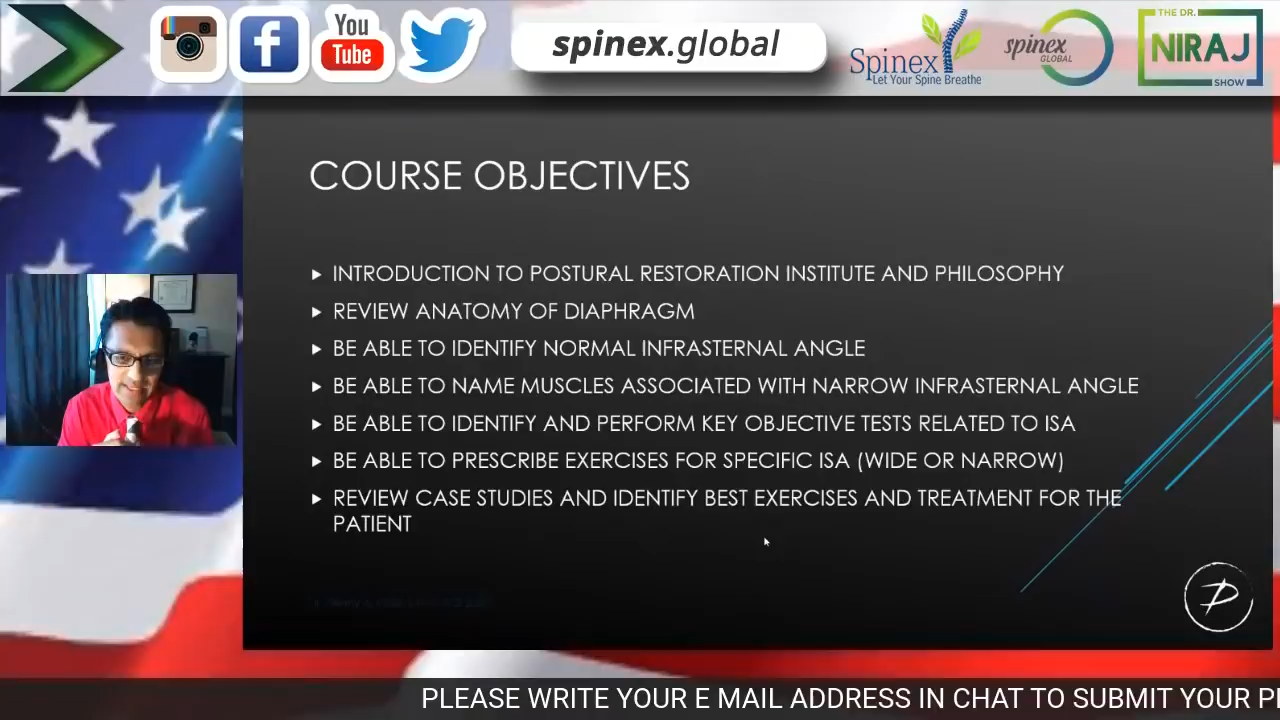 You
Tube
spinex.global
Spinex
Let Your Spine Breathe
spinex
GLOBAL
THE DR.
NIRAJ
SHOW
COURSE OBJECTIVES
INTRODUCTION TO POSTURAL RESTORATION INSTITUTE AND PHILOSOPHY
REVIEW ANATOMY OF DIAPHRAGM
BE ABLE TO IDENTIFY NORMAL INFRASTERNAL ANGLE
BE ABLE TO NAME MUSCLES ASSOCIATED WITH NARROW INFRASTERNAL ANGLE
BE ABLE TO IDENTIFY AND PERFORM KEY OBJECTIVE TESTS RELATED TO ISA
BE ABLE TO PRESCRIBE EXERCISES FOR SPECIFIC ISA (WIDE OR NARROW)
REVIEW CASE STUDIES AND IDENTIFY BEST EXERCISES AND TREATMENT FOR THE
PATIENT
PLEASE WRITE YOUR E MAIL ADDRESS IN CHAT TO SUBMIT YOUR